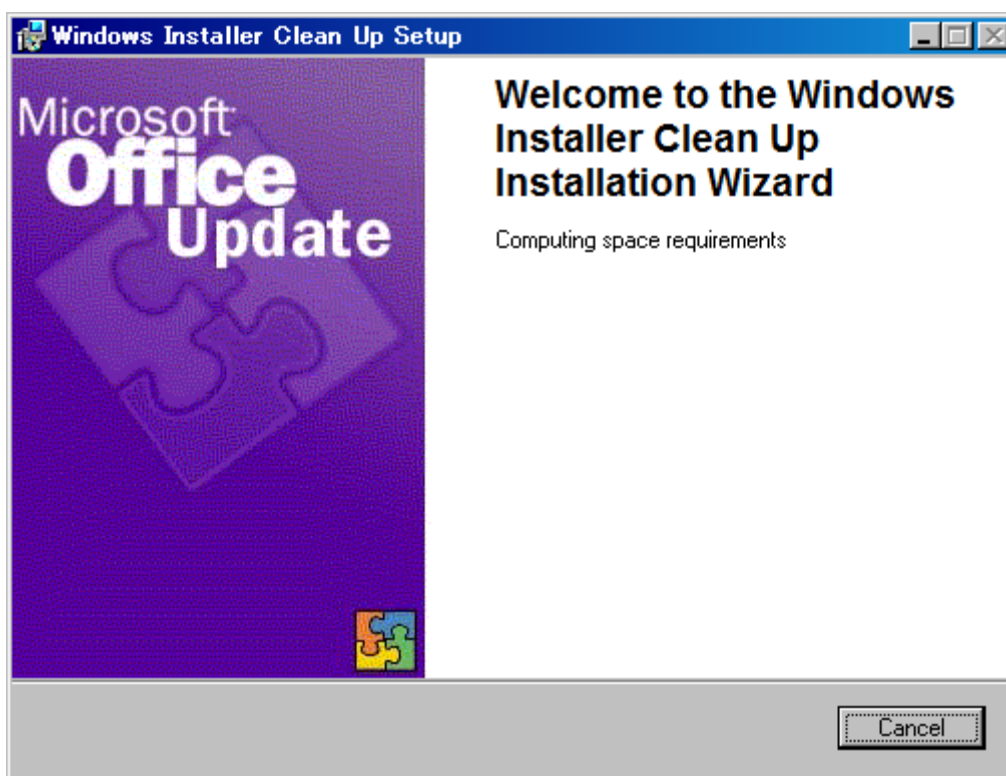 Windows Installer Clean Up Setup
Microsoft
Office
Update
Welcome to the Windows
Installer Clean Up
Installation Wizard
Computing space requirements
Cancel